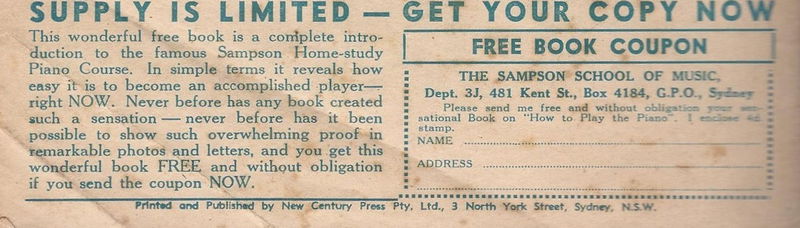 SUPPLY IS LIMITED — GET YOUR COPY NOW
This wonderful free book is a complete intro-
duction to the famous Sampson Home-study
Piano Course. In simple terms it reveals how
easy it is to become an accomplished player—
right NOW. Never before has any book created
such a sensation — never before has it been
possible to show such overwhelming proof in
remarkable photos and letters, and you get this
wonderful book FREE and without obligation
if you send the coupon NOW.
FREE BOOK COUPON
THE SAMPSON SCHOOL OF MUSIC,
Dept. 3J, 481 Kent St., Box 4184, G.P.O., Sydney
Please send me free and without obligation your sen-
sational Book on "How to Play the Piano". I enclose 4d
stamp.
NAME
ADDRESS
Printed and Published by New Century Press Pty. Ltd., 3 North York Street, Sydney, N.S.W.